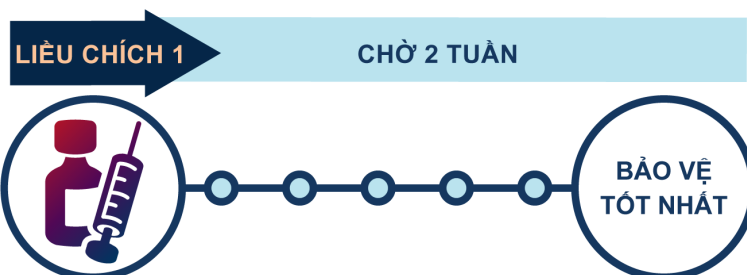 LIỀU CHÍCH 1
CHỜ 2 TUẦN
BẢO VỆ
TỐT NHẤT